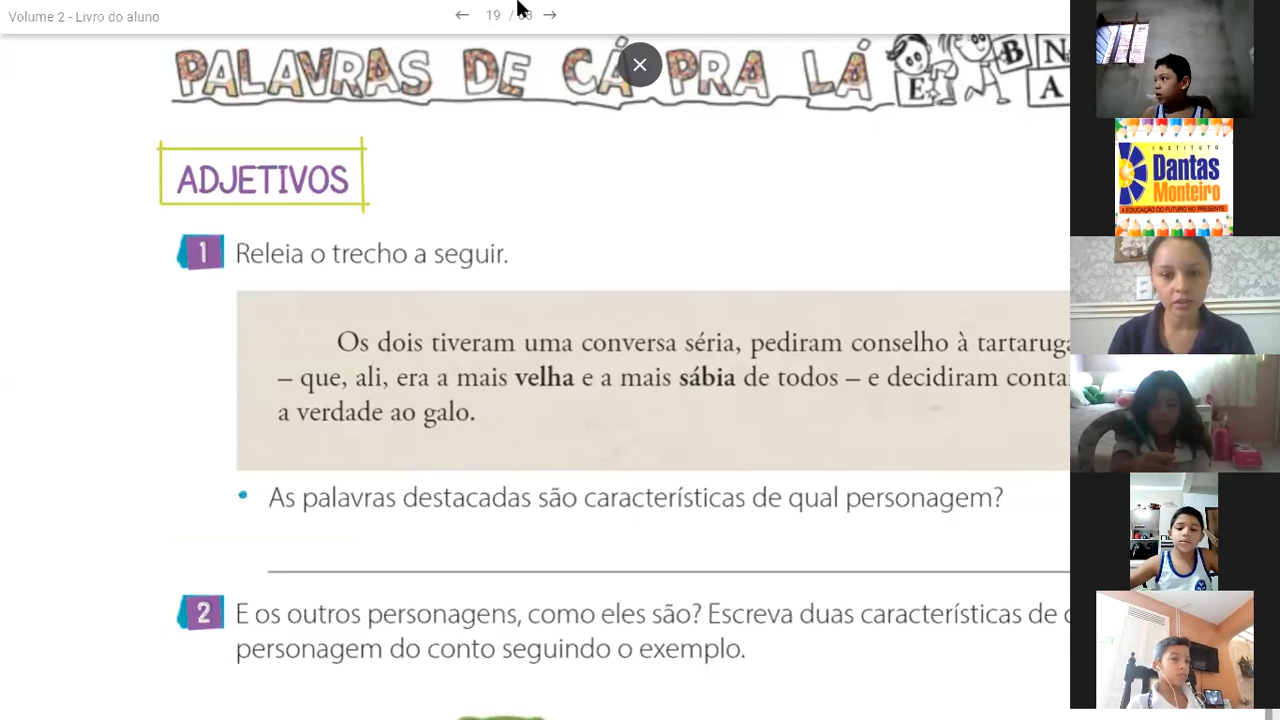 Volume 2 - Livro do aluno
19 /
PALAVRAS DE CÁ PRA LÁ
E
B N
A
ADJETIVOS
1 Releia o trecho a seguir.
Os dois tiveram uma conversa séria, pediram conselho à
– que, ali, era a mais velha e a mais sábia de todos – e decidiram
a verdade ao galo.
• As palavras destacadas são características de qual personagem?
2 E os outros personagens, como eles são? Escreva duas características de
personagem do conto seguindo o exemplo.
INSTITUTO
Dantas
Monteiro
A EDUCAÇÃO DO FUTURO NO PRESENTE